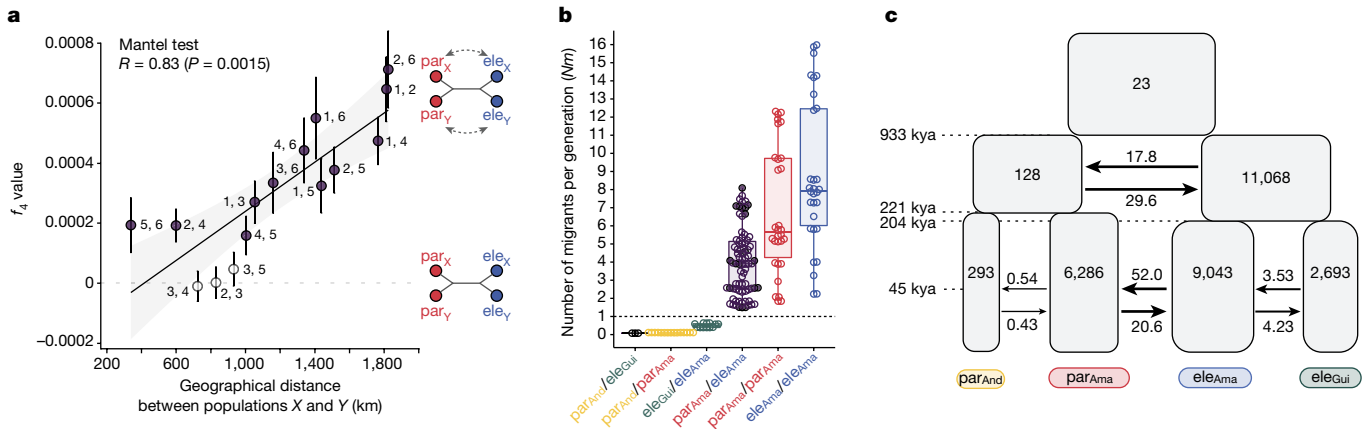 a
Mantel test
R = 0.83 (P = 0.0015)
f4 value
0.0008
0.0006
0.0004
0.0002
0
−0.0002
200
600
1,000
1,400
1,800
Geographical distance
between populations X and Y (km)
5, 6
2, 4
3, 4
2, 3
3, 5
4, 5
1, 3
3, 6
4, 6
1, 6
1, 5
2, 5
1, 4
1, 2
2, 6
parX
eleX
parY
eleY
parX
eleX
parY
eleY
b
Number of migrants per generation (Nm)
16
15
14
13
12
11
10
9
8
7
6
5
4
3
2
1
0
parAnd/eleGui
parAnd/parAma
eleGui/eleAma
parAma/eleAma
parAma/parAma
eleAma/eleAma
c
23
933 kya
128
17.8
29.6
11,068
221 kya
204 kya
45 kya
293
0.54
0.43
6,286
52.0
20.6
9,043
3.53
4.23
2,693
parAnd
parAma
eleAma
eleGui